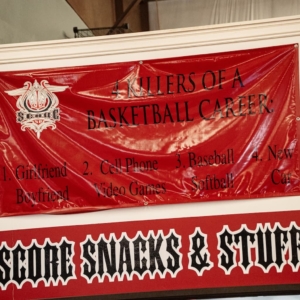 SCORE
4 KILLERS OF A
BASKETBALL CAREER:
1. Girlfriend 2. Cell Phone 3. Baseball 4. New
Boyfriend Video Games Softball Car
SCORE SNACKS & STUFF